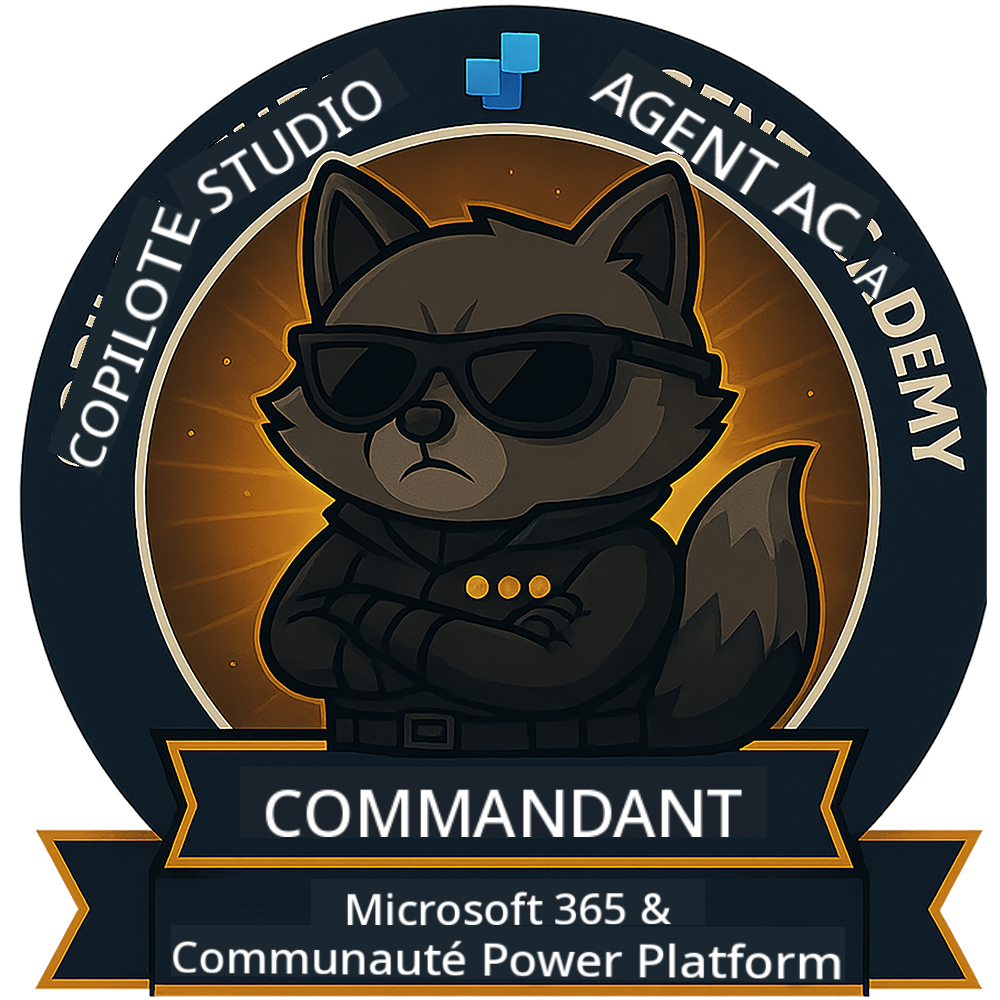 COPILOTE STUDIO
AGENT ACADEMY
COMMANDANT
Microsoft 365 &
Communauté Power Platform